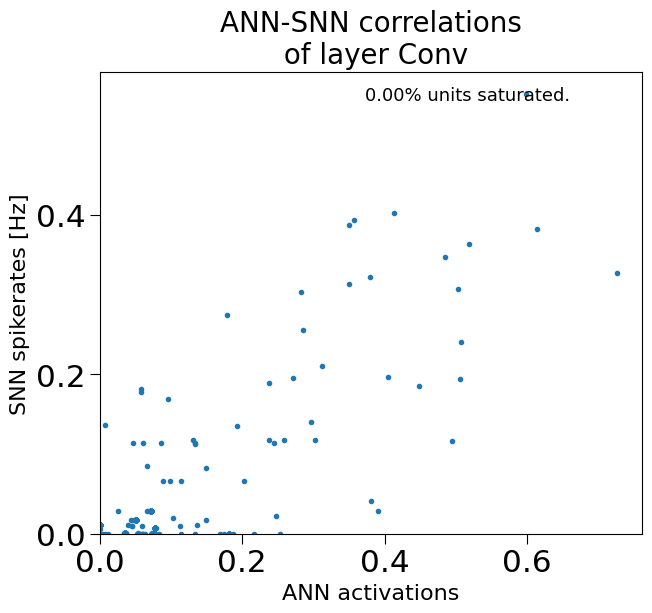 ANN-SNN correlations
of layer Conv
0.00% units saturated.
SNN spikerates [Hz]
0.4
0.2
0.0
0.0 0.2 0.4 0.6
ANN activations